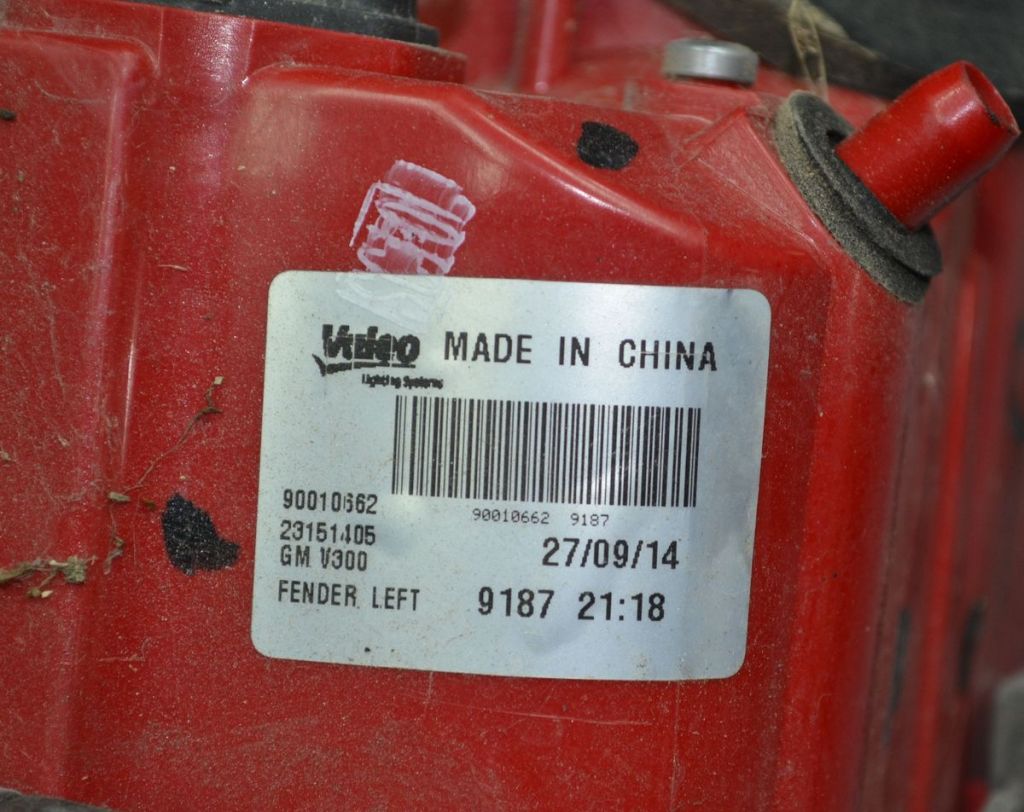 Valeo MADE IN CHINA
Lighting Systems
90010662 9187
90010662
23151405
GM V300
27/09/14
FENDER LEFT
9187 21:18